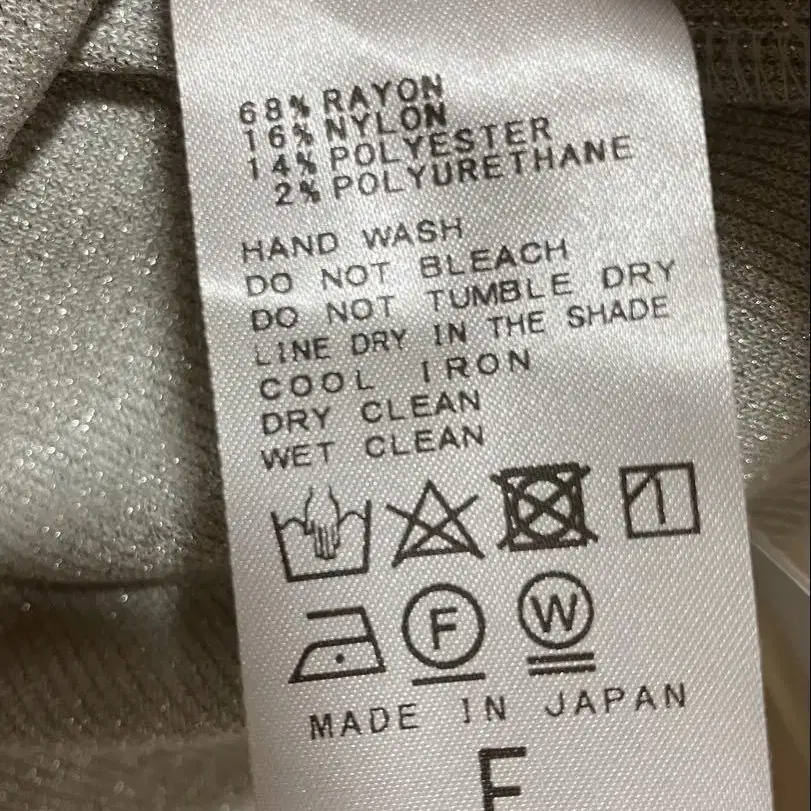 68% RAYON
16% NYLON
14% POLYESTER
2% POLYURETHANE
HAND WASH
DO NOT BLEACH
DO NOT TUMBLE DRY
LINE DRY IN THE SHADE
COOL IRON
DRY CLEAN
WET CLEAN
F W
MADE IN JAPAN
F